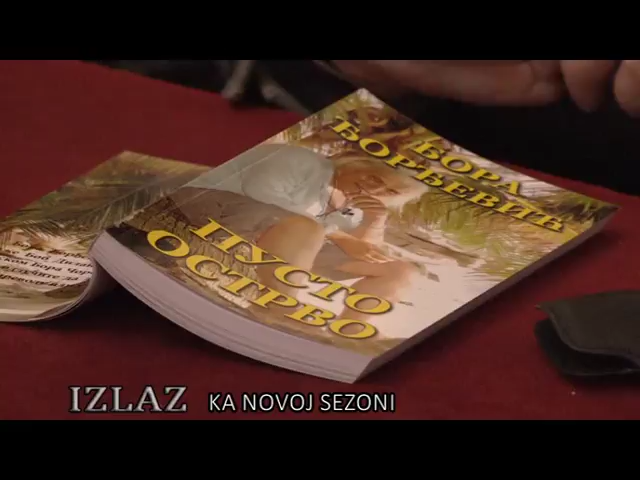 БОРА
ЂОРЂЕВИЋ
ПУСТО
ОСТРВО
IZLAZ KA NOVOJ SEZONI